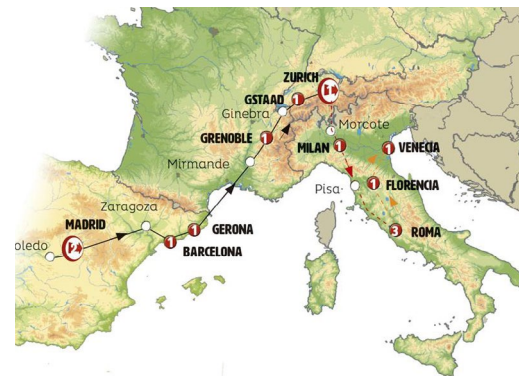 ZURICH
1
GSTAAD
1
Ginebra
GRENOBLE
1
Morcote
MILAN
1
1
VENECIA
Mirmande
Pisa
1
FLORENCIA
Zaragoza
MADRID
2
oledo
1
GERONA
1
BARCELONA
3
ROMA